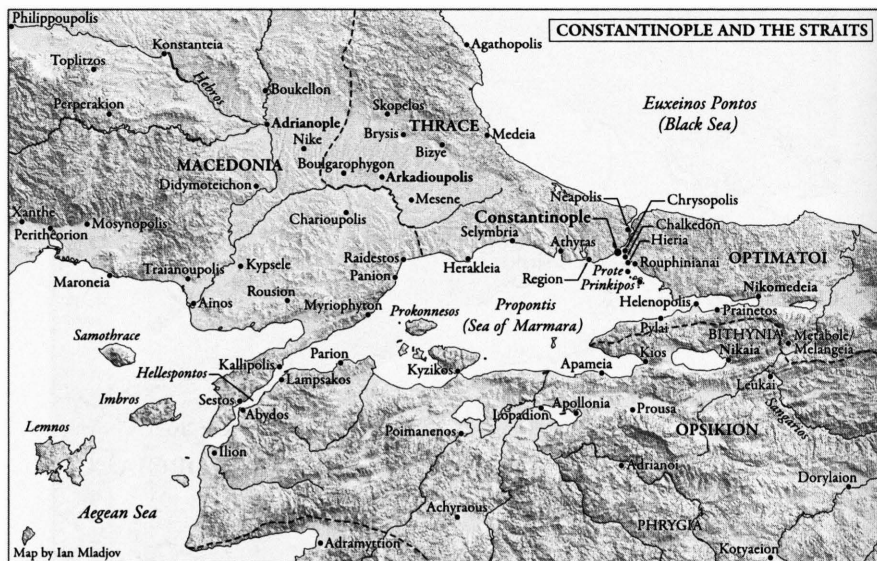 CONSTANTINOPLE AND THE STRAITS
Philippoupolis
Konstanteia
Agathopolis
Toplitzos
Hebros
Boukellon
Euxeinos Pontos
(Black Sea)
Perperakion
Skopelos
Adrianople
Nike
Brysis
THRACE
Medeia
Bizye
MACEDONIA
Boulgarophygon
Arkadioupolis
Didymoteichon
Mesene
Neapolis
Chrysopolis
Xanthe
Mosynopolis
Charioupolis
Constantinople
Chalkedon
Peritheorion
Selymbria
Athyras
Hieria
Traianoupolis
Kypsele
Raidestos
Rouphinianai
OPTIMATOI
Maroneia
Panion
Herakleia
Region
Prote
Prinkipos
Nikomedeia
Ainos
Rousion
Myriophyton
Prokonnesos
Propontis
(Sea of Marmara)
Helenopolis
Prainetos
Samothrace
Pylai
BITHYNIA
Metabole/
Melangeia
Nikaia
Kallipolis
Parion
Kyzikos
Apameia
Kios
Hellespontos
Lampsakos
Leukai
Imbros
Sestos
Abydos
Lopadion
Apollonia
Prousa
Sangarios
Lemnos
Poimanenos
OPSIKION
Ilion
Adrianoi
Dorylaion
Aegean Sea
Achyraous
PHRYGIA
Map by Ian Mladjov
Adramyttion
Kotyaeion